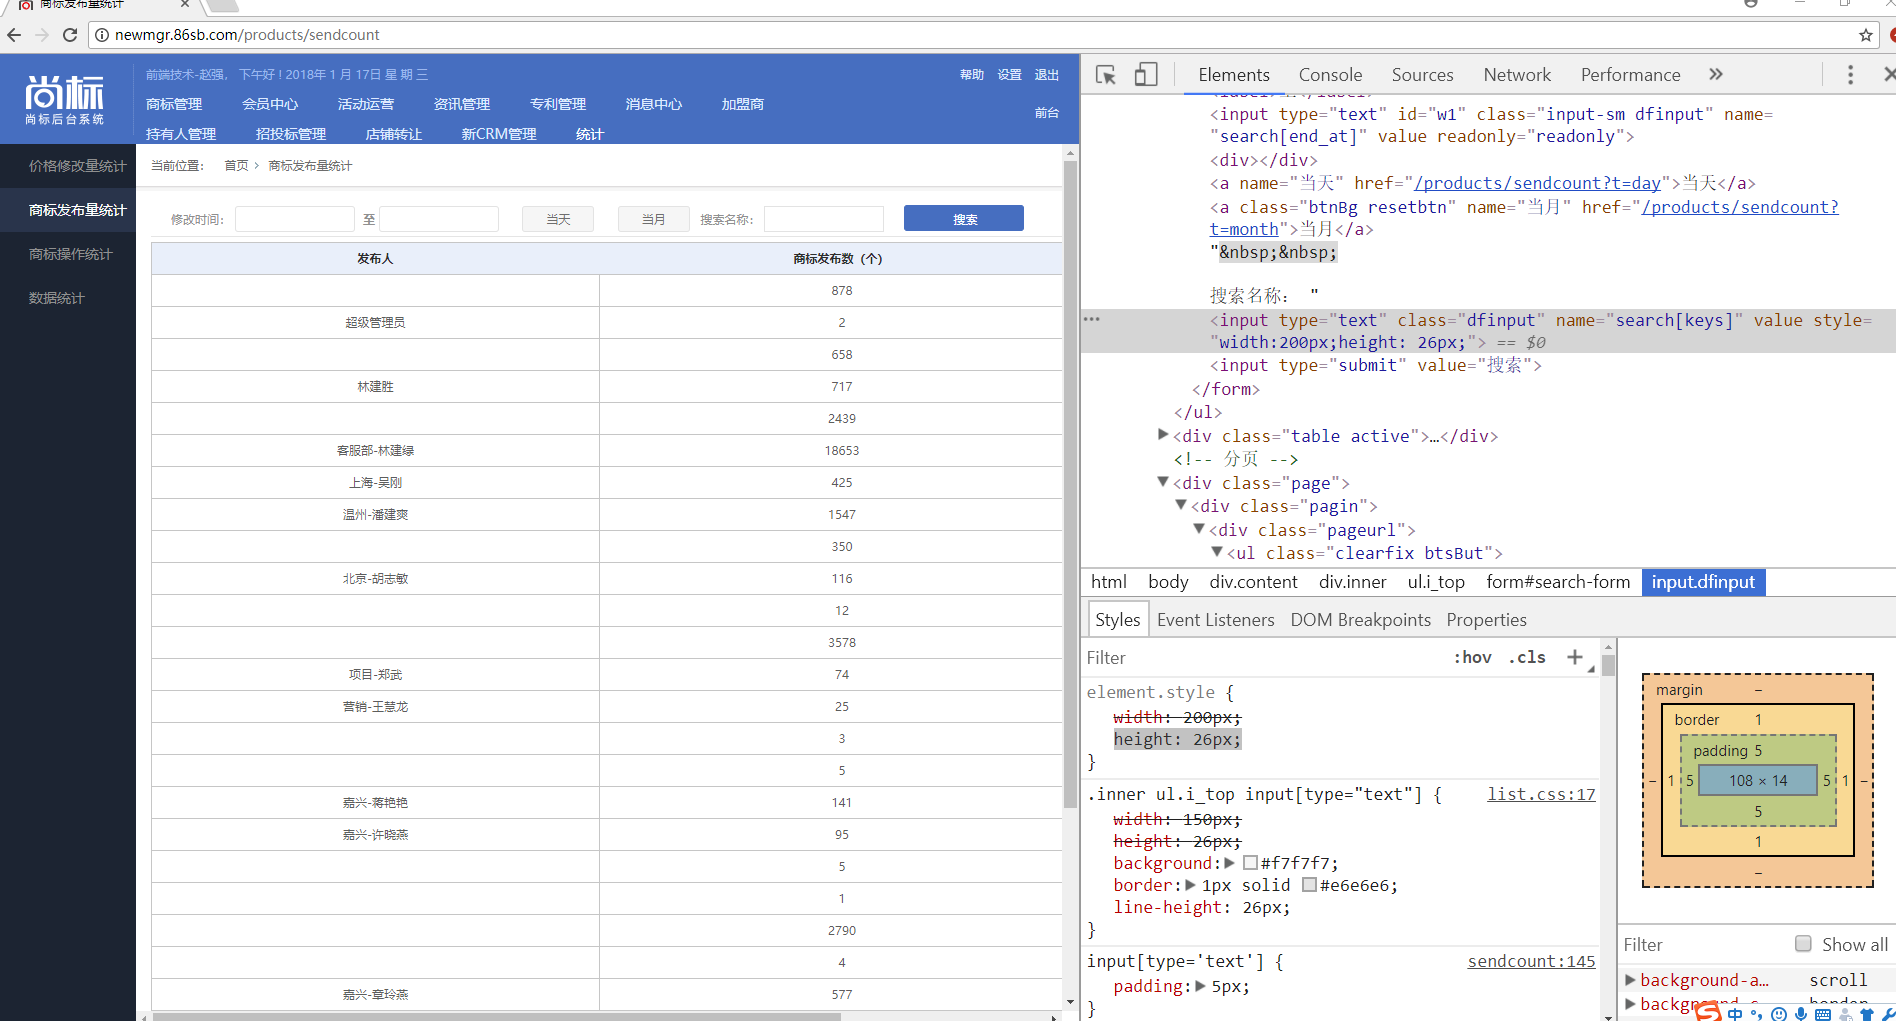 商标发布量统计
newmgr.86sb.com/products/sendcount
尚标
尚标后台系统
前端技术-赵强， 下午好 ! 2018年 1 月 17日 星 期 三
帮助 设置 退出
商标管理 会员中心 活动运营 资讯管理 专利管理 消息中心 加盟商
前台
持有人管理 招投标管理 店铺转让 新CRM管理 统计
价格修改量统计
商标发布量统计
商标操作统计
数据统计
当前位置： 首页 > 商标发布量统计
修改时间： 至 当天 当月 搜索名称： 搜索
发布人 商标发布数（个）
878
超级管理员 2
658
林建胜 717
2439
客服部-林建绿 18653
上海-吴刚 425
温州-潘建爽 1547
350
北京-胡志敏 116
12
3578
项目-郑武 74
营销-王慧龙 25
3
5
嘉兴-蒋艳艳 141
嘉兴-许晓燕 95
5
1
2790
4
嘉兴-章玲燕 577
Elements Console Sources Network Performance »
<input type="text" id="w1" class="input-sm dfinput" name=
"search[end_at]" value readonly="readonly">
<div></div>
<a name="当天" href="/products/sendcount?t=day">当天</a>
<a class="btnBg resetbtn" name="当月" href="/products/sendcount?
t=month">当月</a>
"&nbsp;&nbsp;
搜索名称： "
<input type="text" class="dfinput" name="search[keys]" value style=
"width:200px;height: 26px;"> == $0
<input type="submit" value="搜索">
</form>
</ul>
<div class="table active">…</div>
<!-- 分页 -->
<div class="page">
<div class="pagin">
<div class="pageurl">
<ul class="clearfix btsBut">
html body div.content div.inner ul.i_top form#search-form input.dfinput
Styles Event Listeners DOM Breakpoints Properties
Filter :hov .cls +
element.style {
width: 200px;
height: 26px;
}
.inner ul.i_top input[type="text"] { list.css:17
width: 150px;
height: 26px;
background: #f7f7f7;
border: 1px solid #e6e6e6;
line-height: 26px;
}
input[type='text'] { sendcount:145
padding: 5px;
}
margin –
border 1
padding 5
– 1 5 108 × 14 5 1 –
5
1
–
Filter Show all
background-a… scroll
中